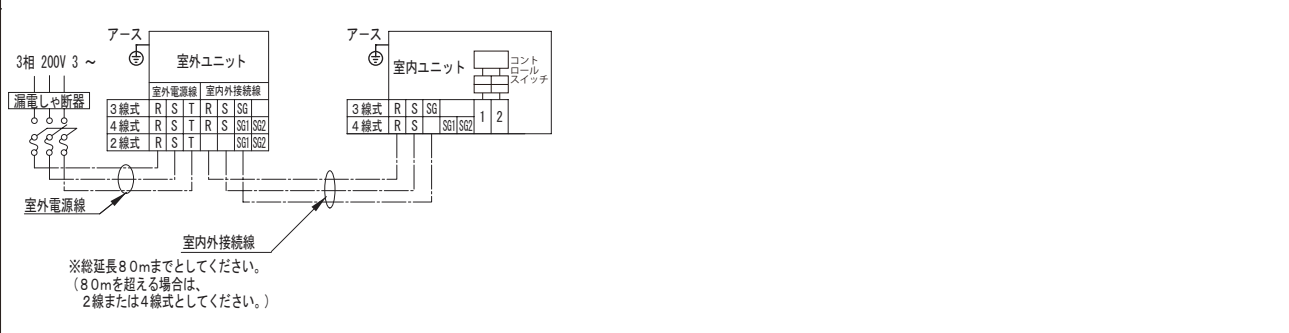 アース
3相 200V 3 ~
室外ユニット
漏電しゃ断器
室外電源線 室内外接続線
3線式 R S T R S SG
4線式 R S T R S SG1 SG2
2線式 R S T SG1 SG2
アース
室内ユニット
コント
ロール
スイッチ
3線式 R S SG
4線式 R S SG1 SG2
1 2
室外電源線
室内外接続線
※総延長80mまでとしてください。
(80mを超える場合は、
2線または4線式としてください。)